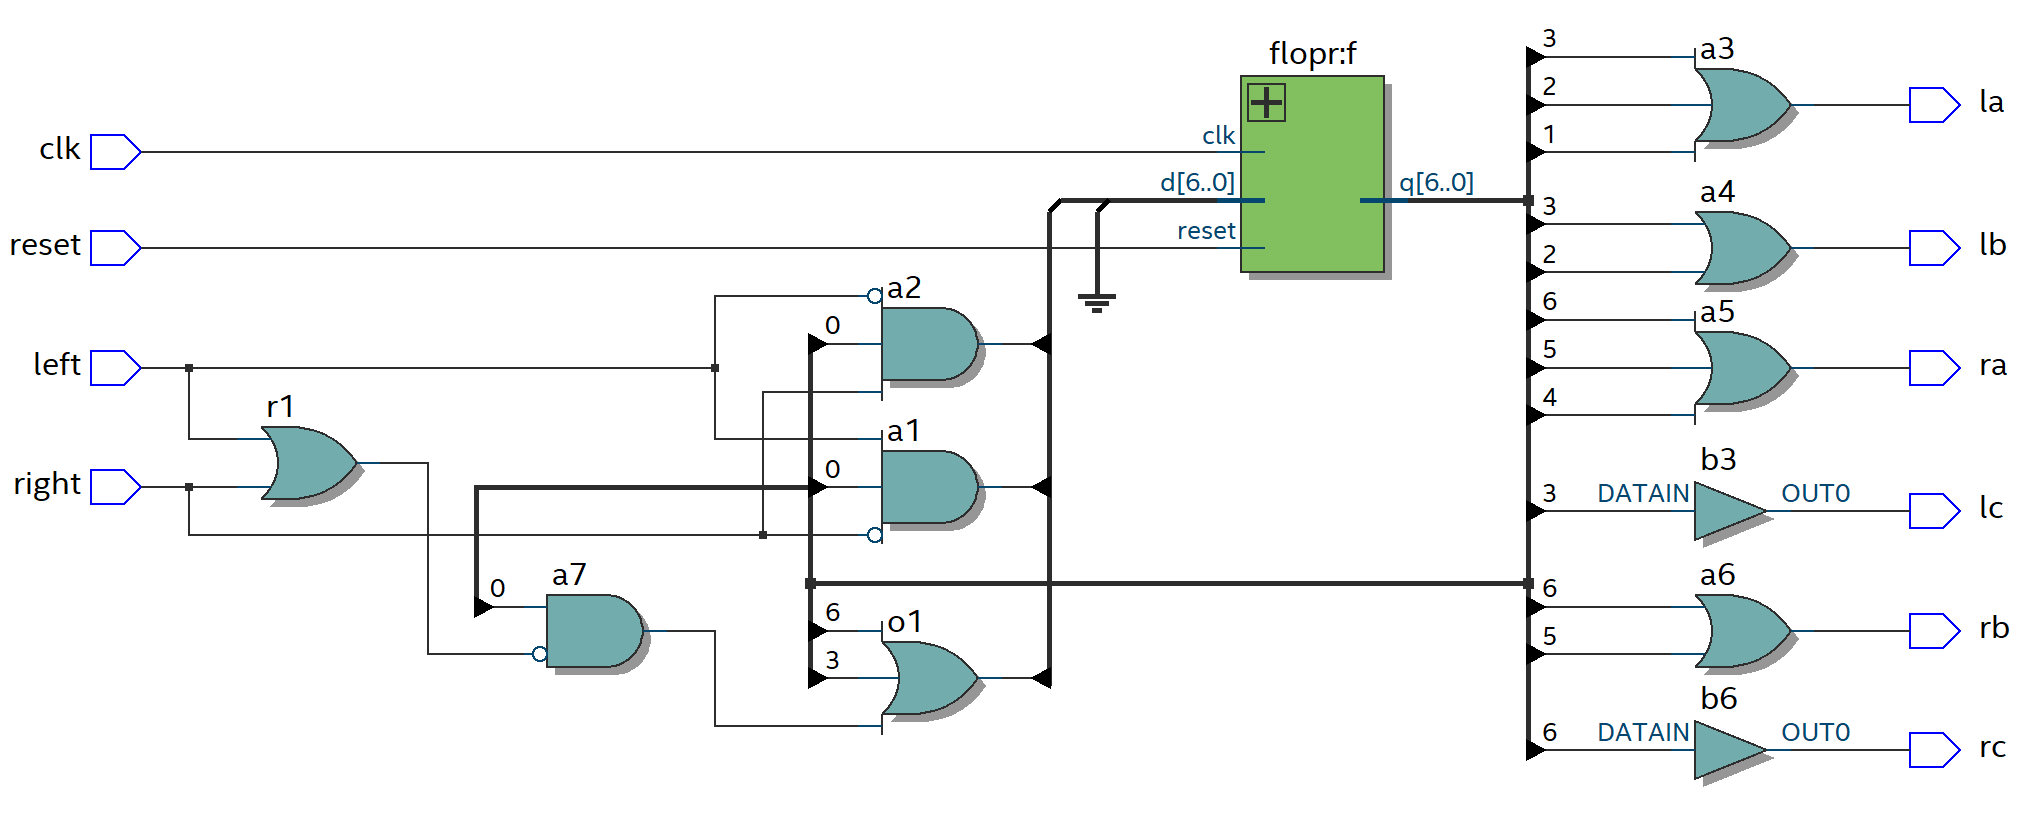 flopr:f
clk
d[6..0]
reset
q[6..0]
clk
reset
left
right
r1
0
a7
a2
0
a1
0
o1
6
3
3
2
1
a3
la
3
2
a4
lb
6
5
4
a5
ra
b3
3
DATAIN
OUT0
lc
6
5
a6
rb
b6
6
DATAIN
OUT0
rc